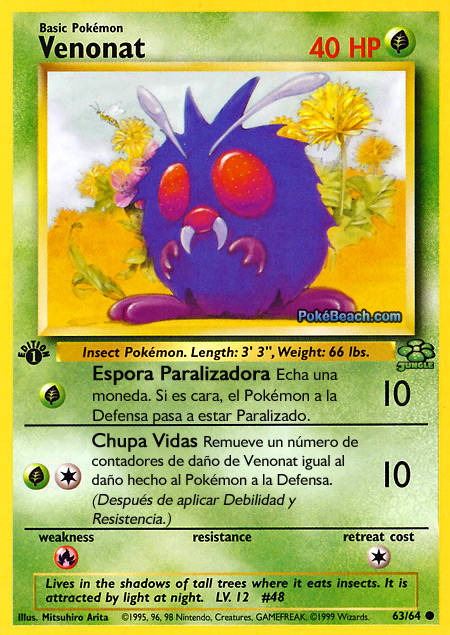 Basic Pokémon
Venonat
40 HP
PokéBeach.com
EDITION
1
Insect Pokémon. Length: 3' 3", Weight: 66 lbs.
JUNGLE
Espora Paralizadora Echa una
moneda. Si es cara, el Pokémon a la
Defensa pasa a estar Paralizado.
10
Chupa Vidas Remueve un número de
contadores de daño de Venonat igual al
daño hecho al Pokémon a la Defensa.
(Después de aplicar Debilidad y
Resistencia.)
10
weakness
resistance
retreat cost
Lives in the shadows of tall trees where it eats insects. It is
attracted by light at night. LV. 12 #48
Illus. Mitsuhiro Arita
©1995, 96, 98 Nintendo, Creatures, GAMEFREAK. ©1999 Wizards.
63/64